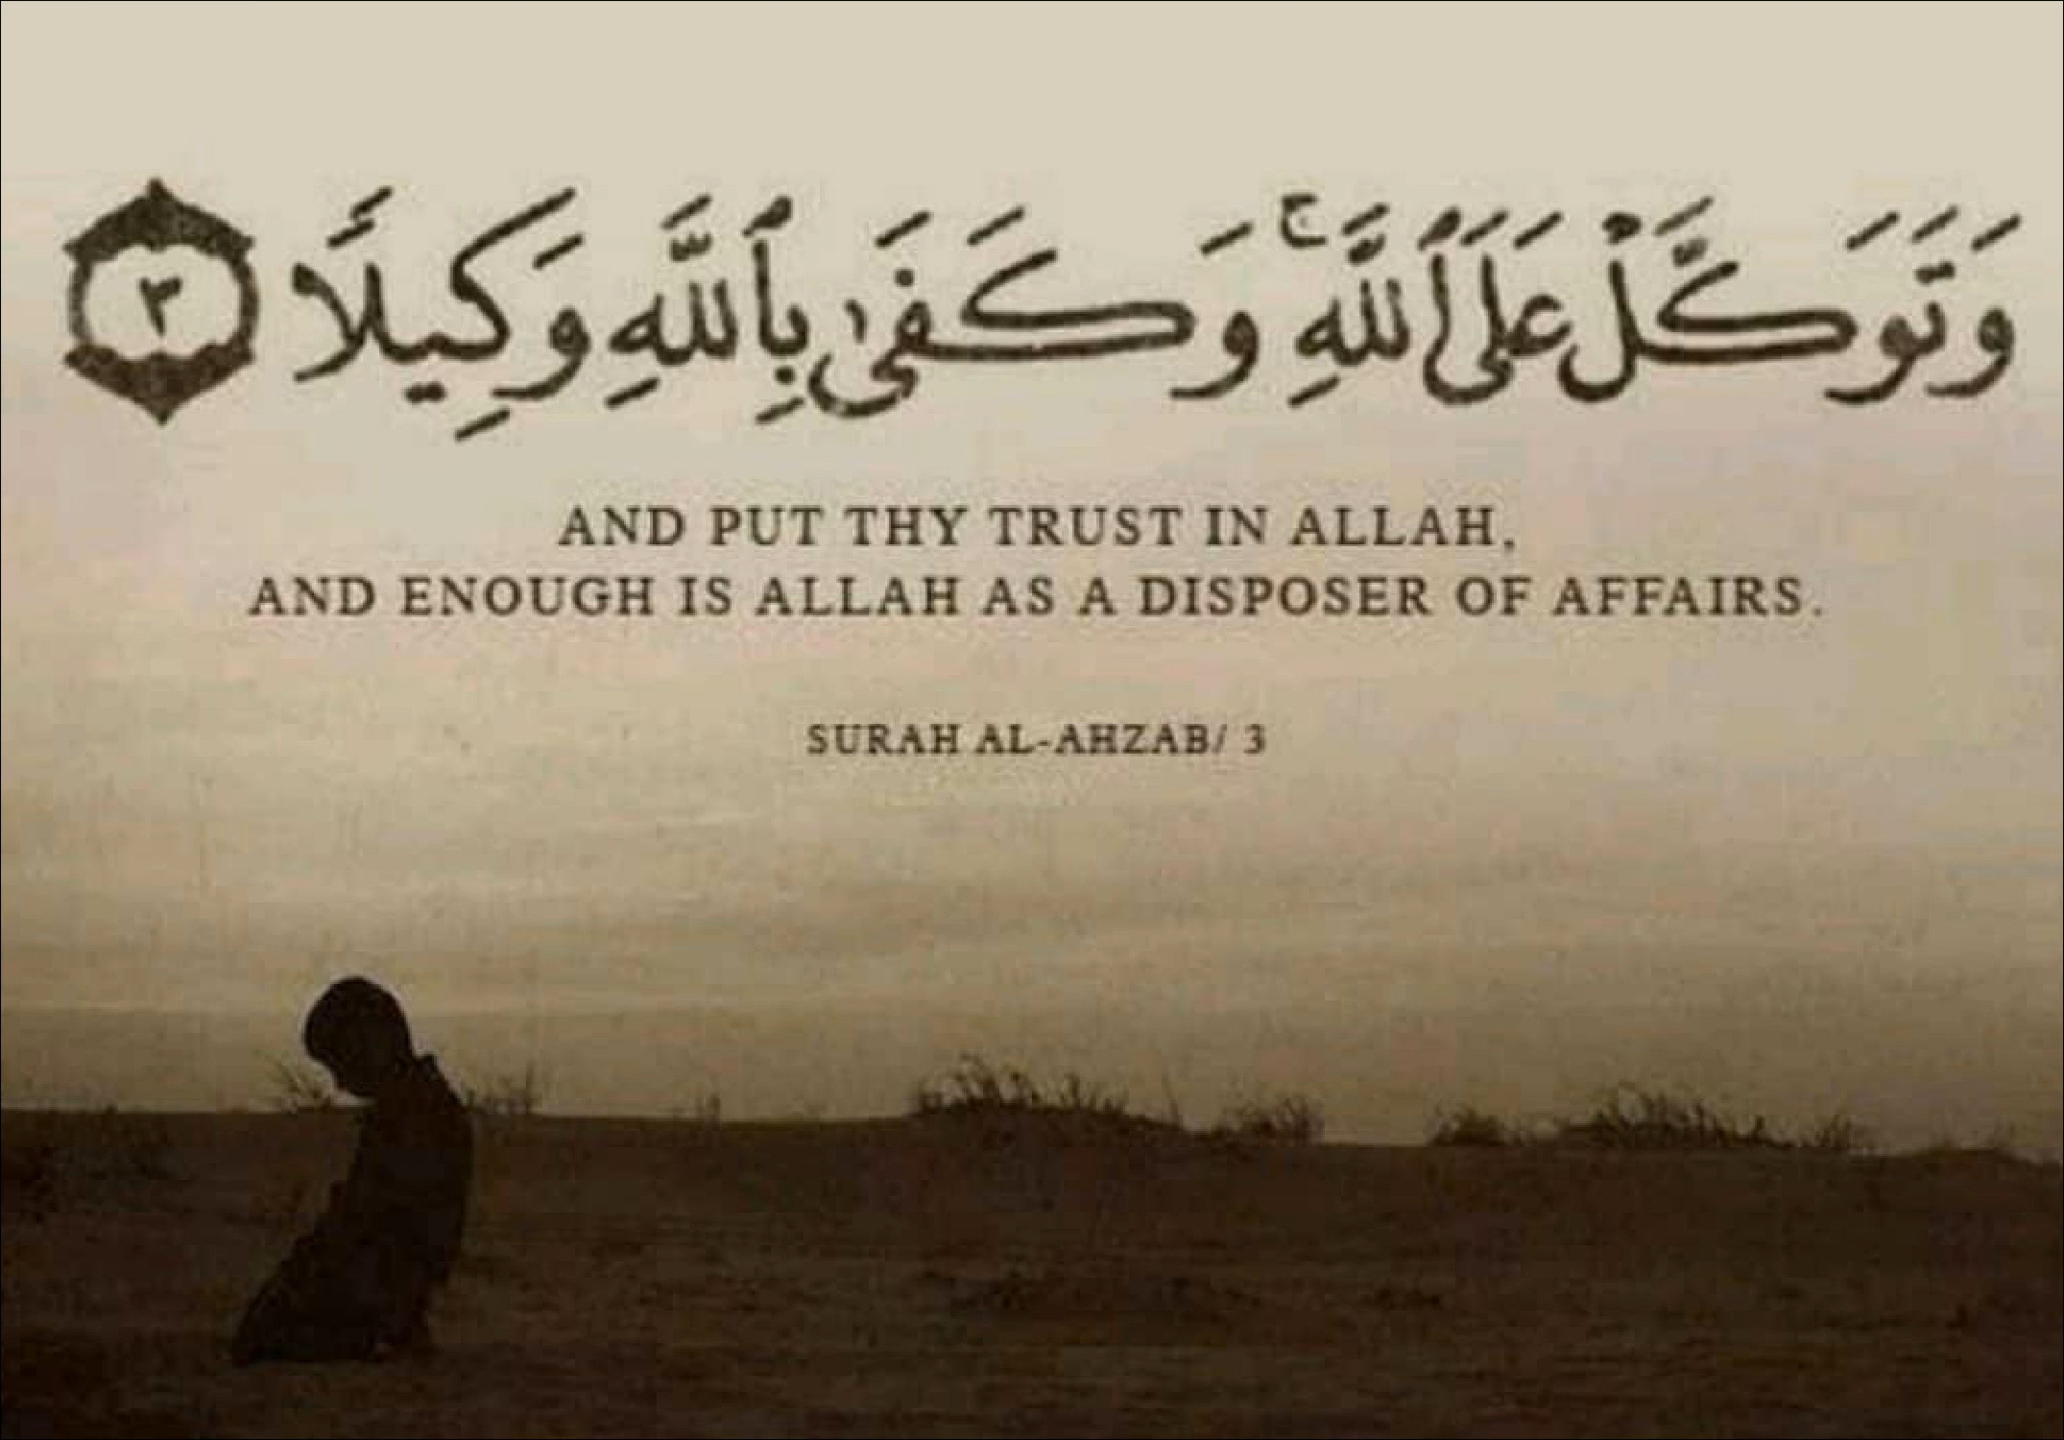 وَتَوَكَّلْ عَلَى ٱللَّهِ ۚ وَكَفَىٰ بِٱللَّهِ وَكِيلًا ٣
AND PUT THY TRUST IN ALLAH,
AND ENOUGH IS ALLAH AS A DISPOSER OF AFFAIRS.
SURAH AL-AHZAB/ 3